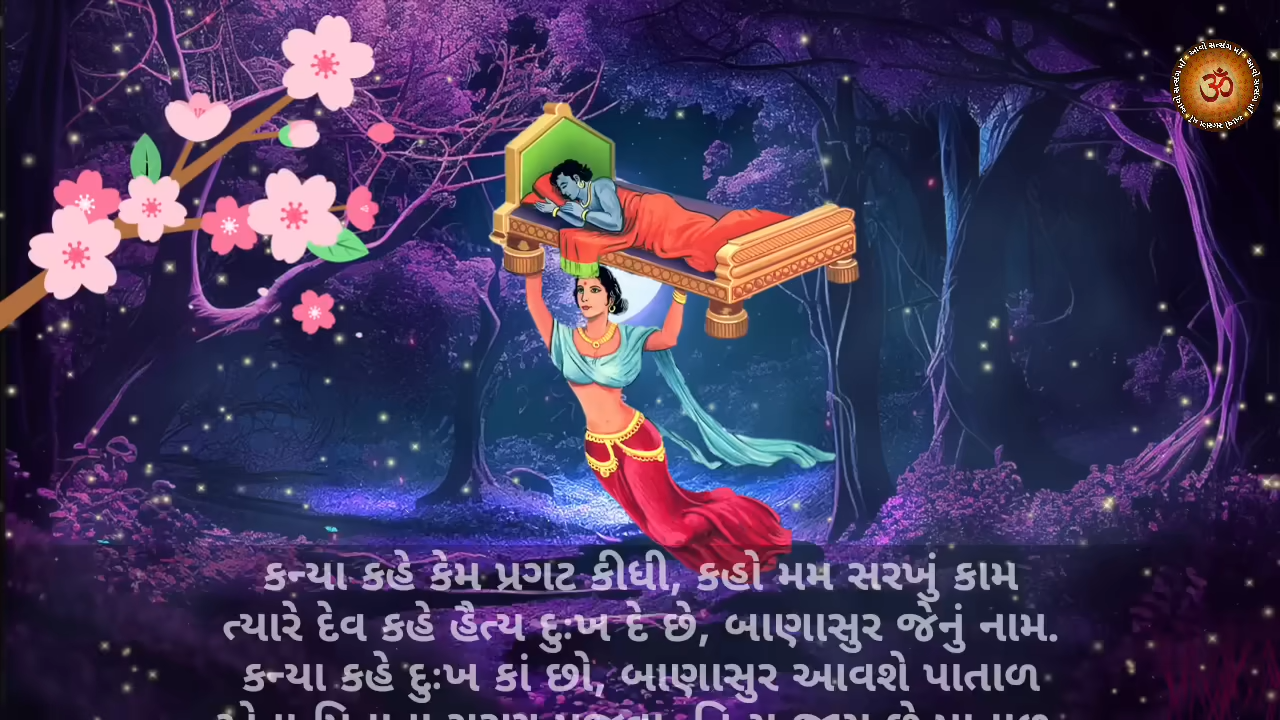 કન્યા કહે કેમ પ્રગટ કીધી, કહો મમ સરખું કામ
ત્યારે દેવ કહે હૈત્ય દુઃખ દે છે, બાણાસુર જેનું નામ.
કન્યા કહે દુઃખ કાં છો, બાણાસુર આવશે પાતાળ
ૐ